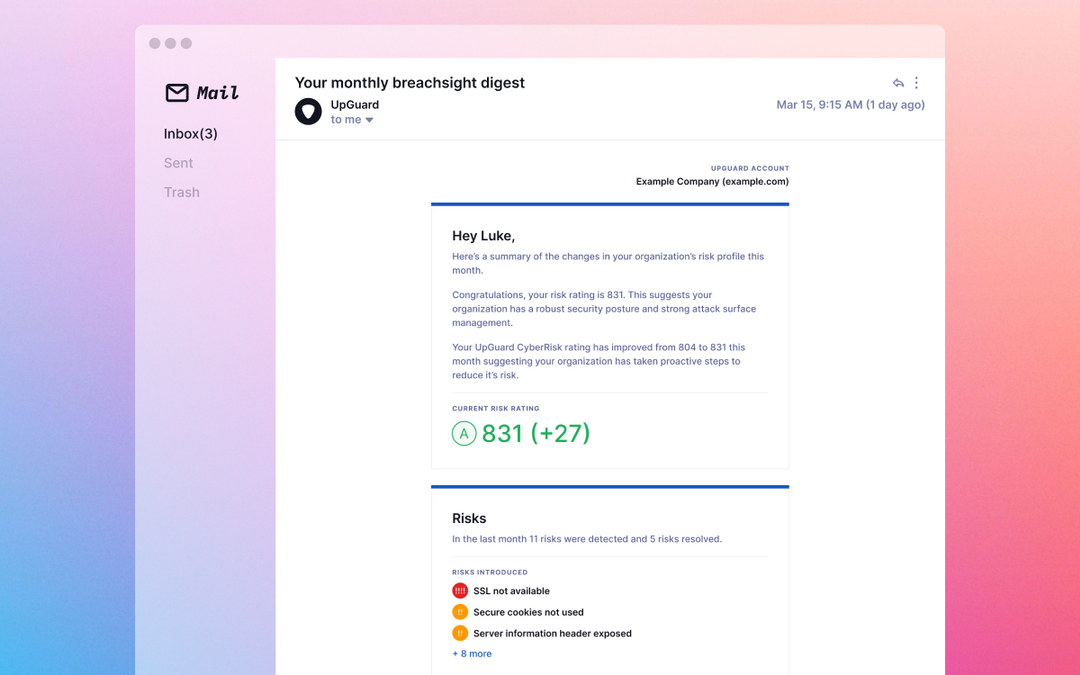 Mail
Inbox(3)
Sent
Trash
Your monthly breachsight digest
UpGuard
to me
Mar 15, 9:15 AM (1 day ago)
UPGUARD ACCOUNT
Example Company (example.com)
Hey Luke,
Here's a summary of the changes in your organization's risk profile this
month.
Congratulations, your risk rating is 831. This suggests your
organization has a robust security posture and strong attack surface
management.
Your UpGuard CyberRisk rating has improved from 804 to 831 this
month suggesting your organization has taken proactive steps to
reduce it's risk.
CURRENT RISK RATING
A 831 (+27)
Risks
In the last month 11 risks were detected and 5 risks resolved.
RISKS INTRODUCED
!!!! SSL not available
!! Secure cookies not used
!! Server information header exposed
+ 8 more